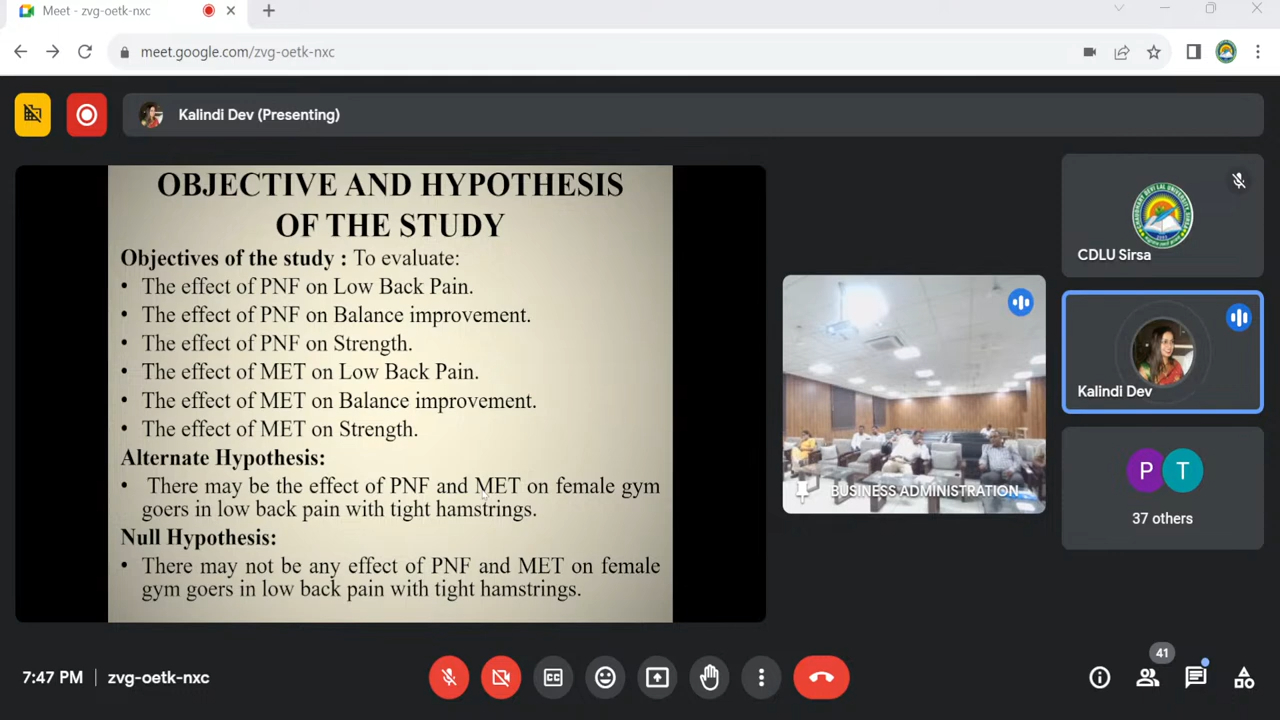 Meet - zvg-oetk-nxc
meet.google.com/zvg-oetk-nxc
Kalindi Dev (Presenting)
OBJECTIVE AND HYPOTHESIS
OF THE STUDY
Objectives of the study : To evaluate:
• The effect of PNF on Low Back Pain.
• The effect of PNF on Balance improvement.
• The effect of PNF on Strength.
• The effect of MET on Low Back Pain.
• The effect of MET on Balance improvement.
• The effect of MET on Strength.
Alternate Hypothesis:
• There may be the effect of PNF and MET on female gym
goers in low back pain with tight hamstrings.
Null Hypothesis:
• There may not be any effect of PNF and MET on female
gym goers in low back pain with tight hamstrings.
BUSINESS ADMINISTRATION
CDLU Sirsa
Kalindi Dev
P T
37 others
7:47 PM | zvg-oetk-nxc
CC
41